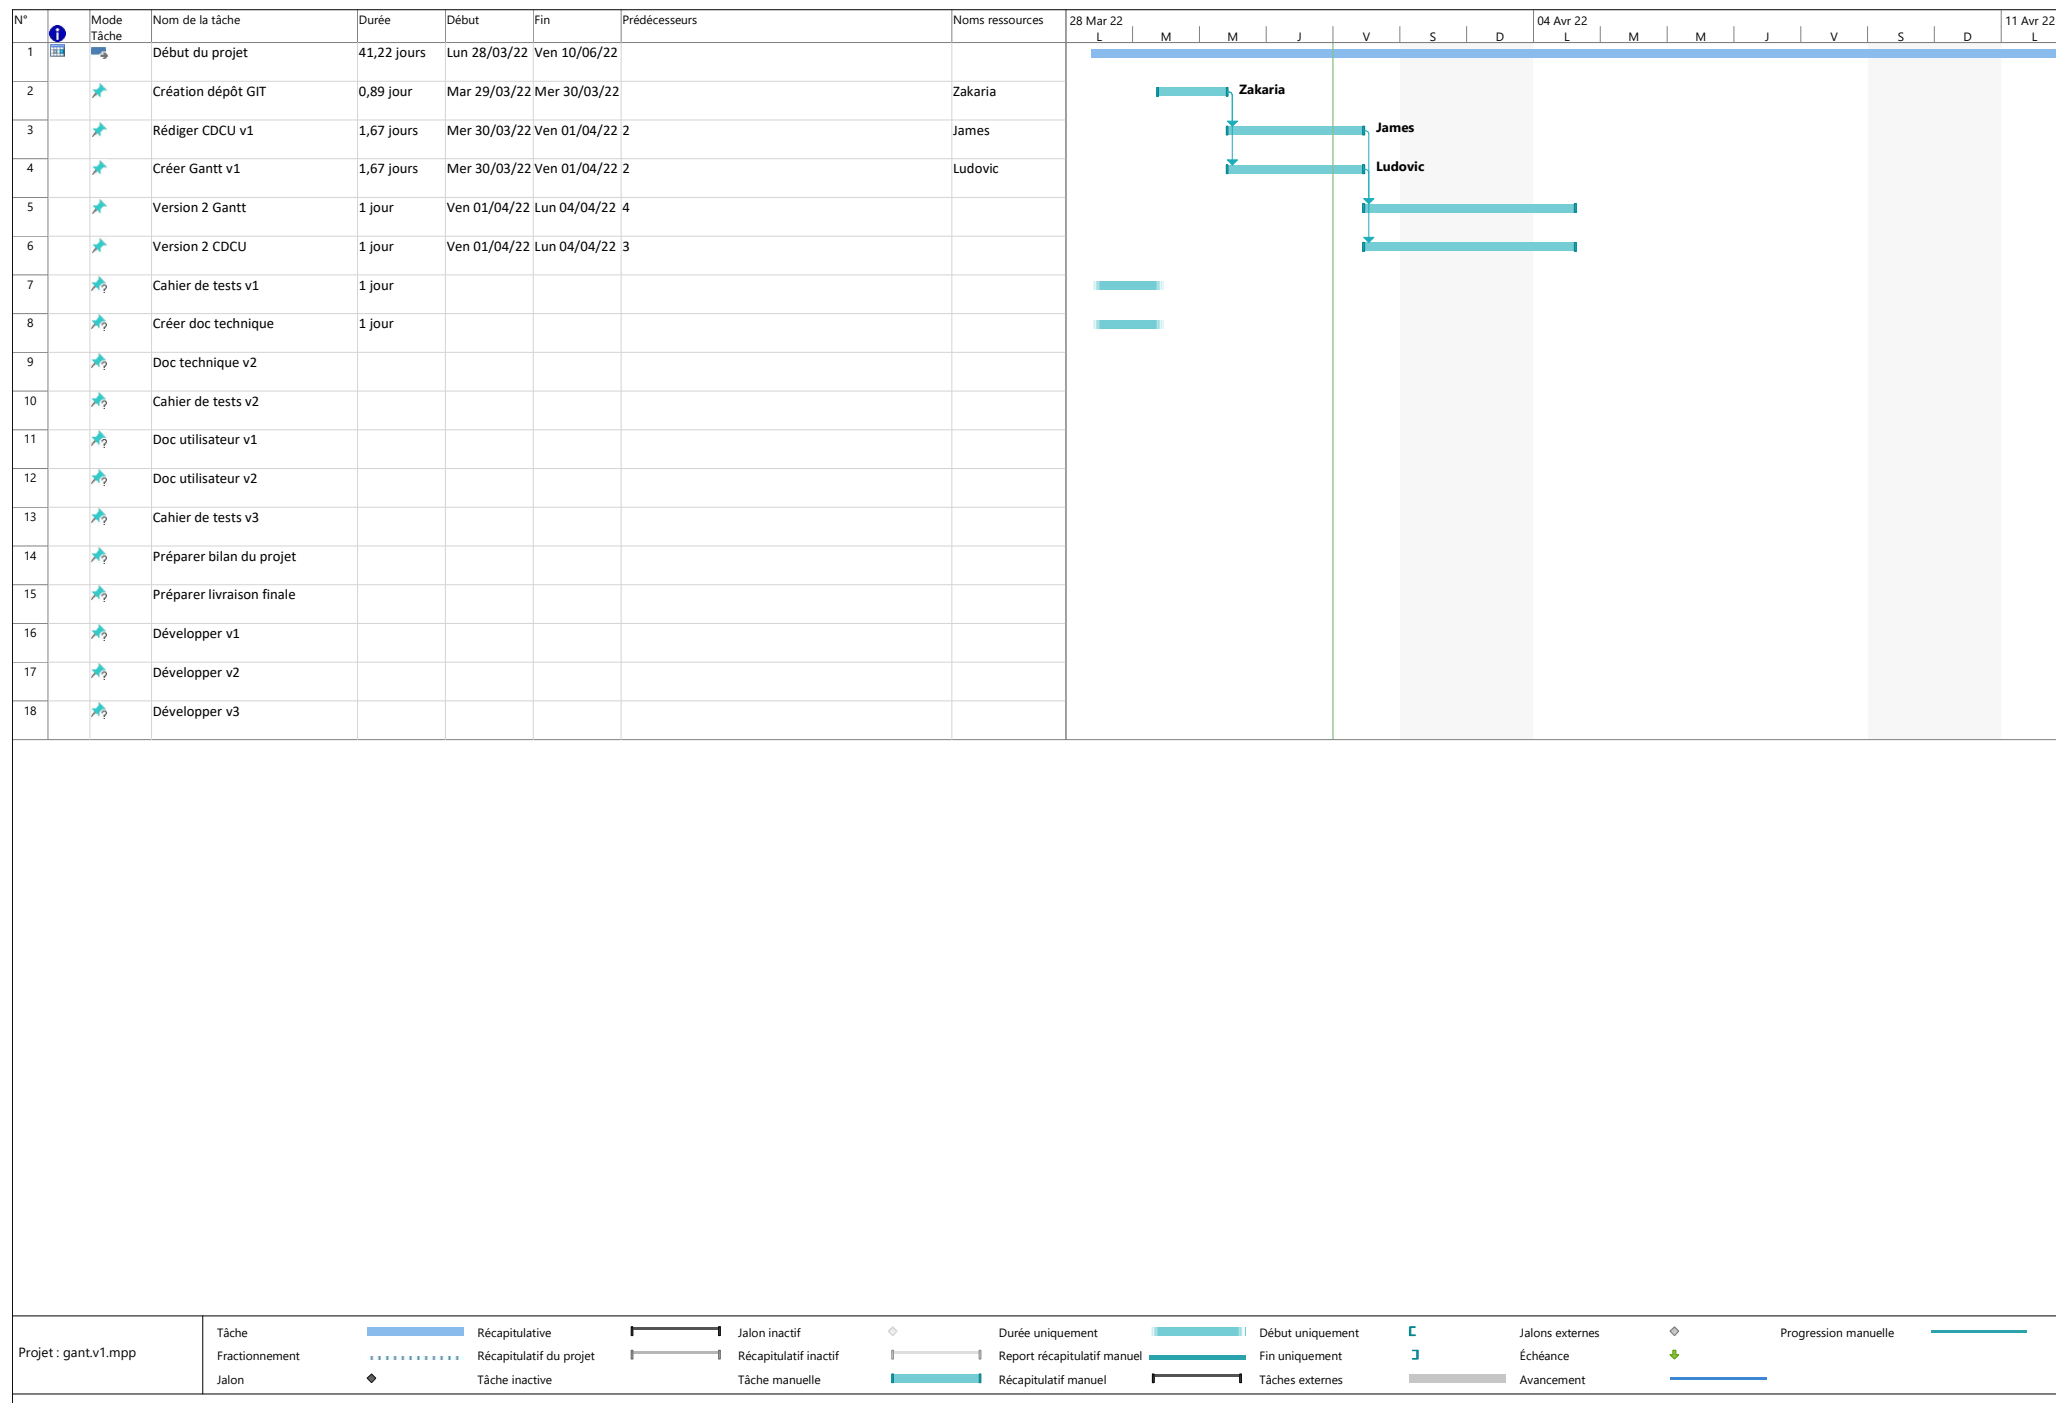 N° Mode Tâche Nom de la tâche Durée Début Fin Prédécesseurs Noms ressources
28 Mar 22 04 Avr 22 11 Avr 22
L M M J V S D L M M J V S D L
1 Début du projet 41,22 jours Lun 28/03/22 Ven 10/06/22
2 Création dépôt GIT 0,89 jour Mar 29/03/22 Mer 30/03/22 Zakaria Zakaria
3 Rédiger CDCU v1 1,67 jours Mer 30/03/22 Ven 01/04/22 2 James James
4 Créer Gantt v1 1,67 jours Mer 30/03/22 Ven 01/04/22 2 Ludovic Ludovic
5 Version 2 Gantt 1 jour Ven 01/04/22 Lun 04/04/22 4
6 Version 2 CDCU 1 jour Ven 01/04/22 Lun 04/04/22 3
7 Cahier de tests v1 1 jour
8 Créer doc technique 1 jour
9 Doc technique v2
10 Cahier de tests v2
11 Doc utilisateur v1
12 Doc utilisateur v2
13 Cahier de tests v3
14 Préparer bilan du projet
15 Préparer livraison finale
16 Développer v1
17 Développer v2
18 Développer v3
Projet : gant.v1.mpp
Tâche Récapitulative Jalon inactif Durée uniquement Début uniquement Jalons externes Progression manuelle
Fractionnement Récapitulatif du projet Récapitulatif inactif Report récapitulatif manuel Fin uniquement Échéance
Jalon Tâche inactive Tâche manuelle Récapitulatif manuel Tâches externes Avancement